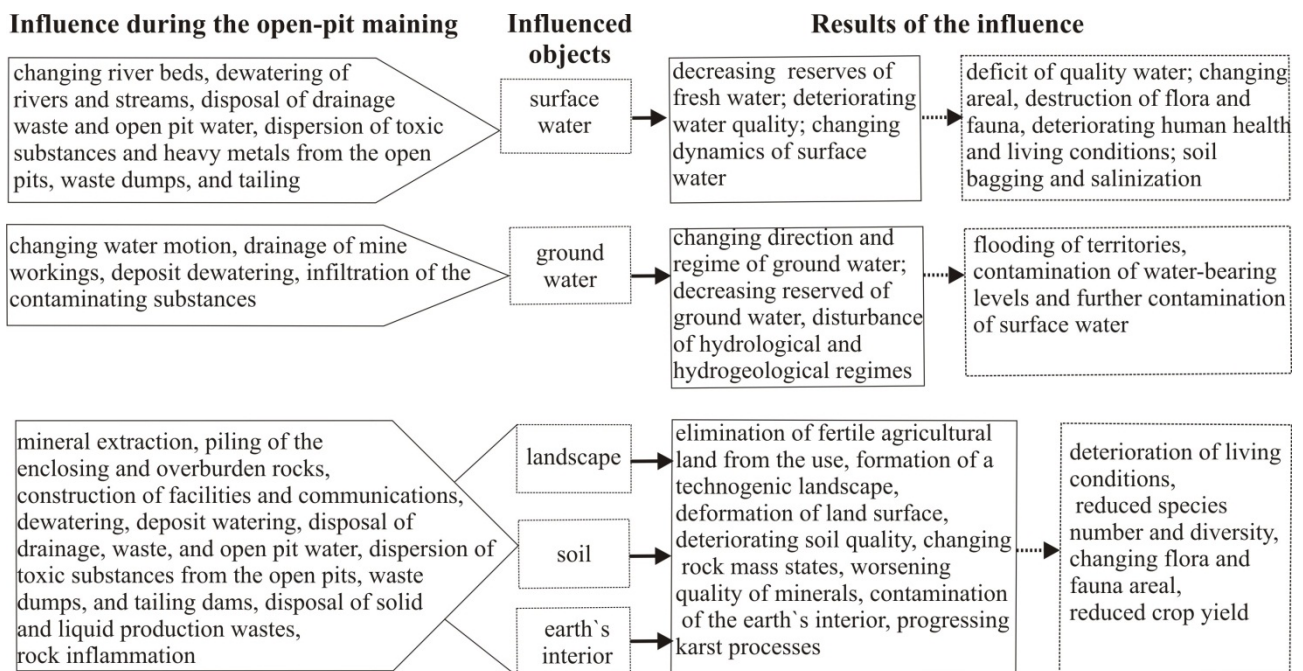 Influence during the open-pit maining
Influenced
objects
Results of the influence
changing river beds, dewatering of
rivers and streams, disposal of drainage
waste and open pit water, dispersion of toxic
substances and heavy metals from the open
pits, waste dumps, and tailing
surface
water
decreasing reserves of
fresh water; deteriorating
water quality; changing
dynamics of surface
water
deficit of quality water; changing
areal, destruction of flora and
fauna, deteriorating human health
and living conditions; soil
bagging and salinization
changing water motion, drainage of mine
workings, deposit dewatering, infiltration of the
contaminating substances
ground
water
changing direction and
regime of ground water;
decreasing reserved of
ground water, disturbance
of hydrological and
hydrogeological regimes
flooding of territories,
contamination of water-bearing
levels and further contamination
of surface water
mineral extraction, piling of the
enclosing and overburden rocks,
construction of facilities and communications,
dewatering, deposit watering, disposal of
drainage, waste, and open pit water, dispersion of
toxic substances from the open pits, waste
dumps, and tailing dams, disposal of solid
and liquid production wastes,
rock inflammation
landscape
soil
earth`s
interior
elimination of fertile agricultural
land from the use, formation of a
technogenic landscape,
deformation of land surface,
deteriorating soil quality, changing
rock mass states, worsening
quality of minerals, contamination
of the earth`s interior, progressing
karst processes
deterioration of living
conditions,
reduced species
number and diversity,
changing flora and
fauna areal,
reduced crop yield